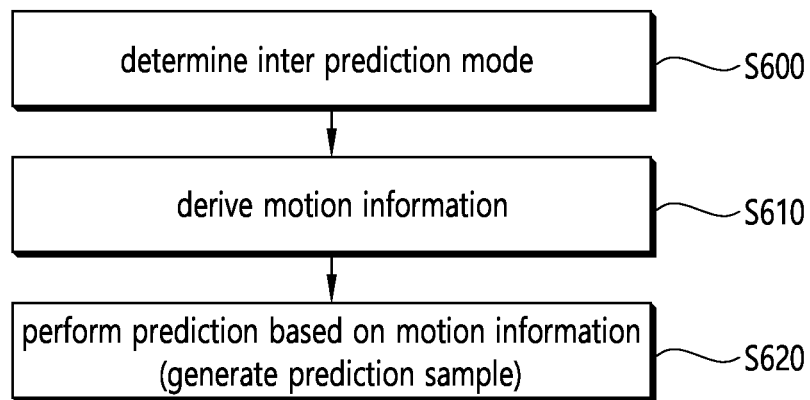 determine inter prediction mode
S600
derive motion information
S610
perform prediction based on motion information
(generate prediction sample)
S620